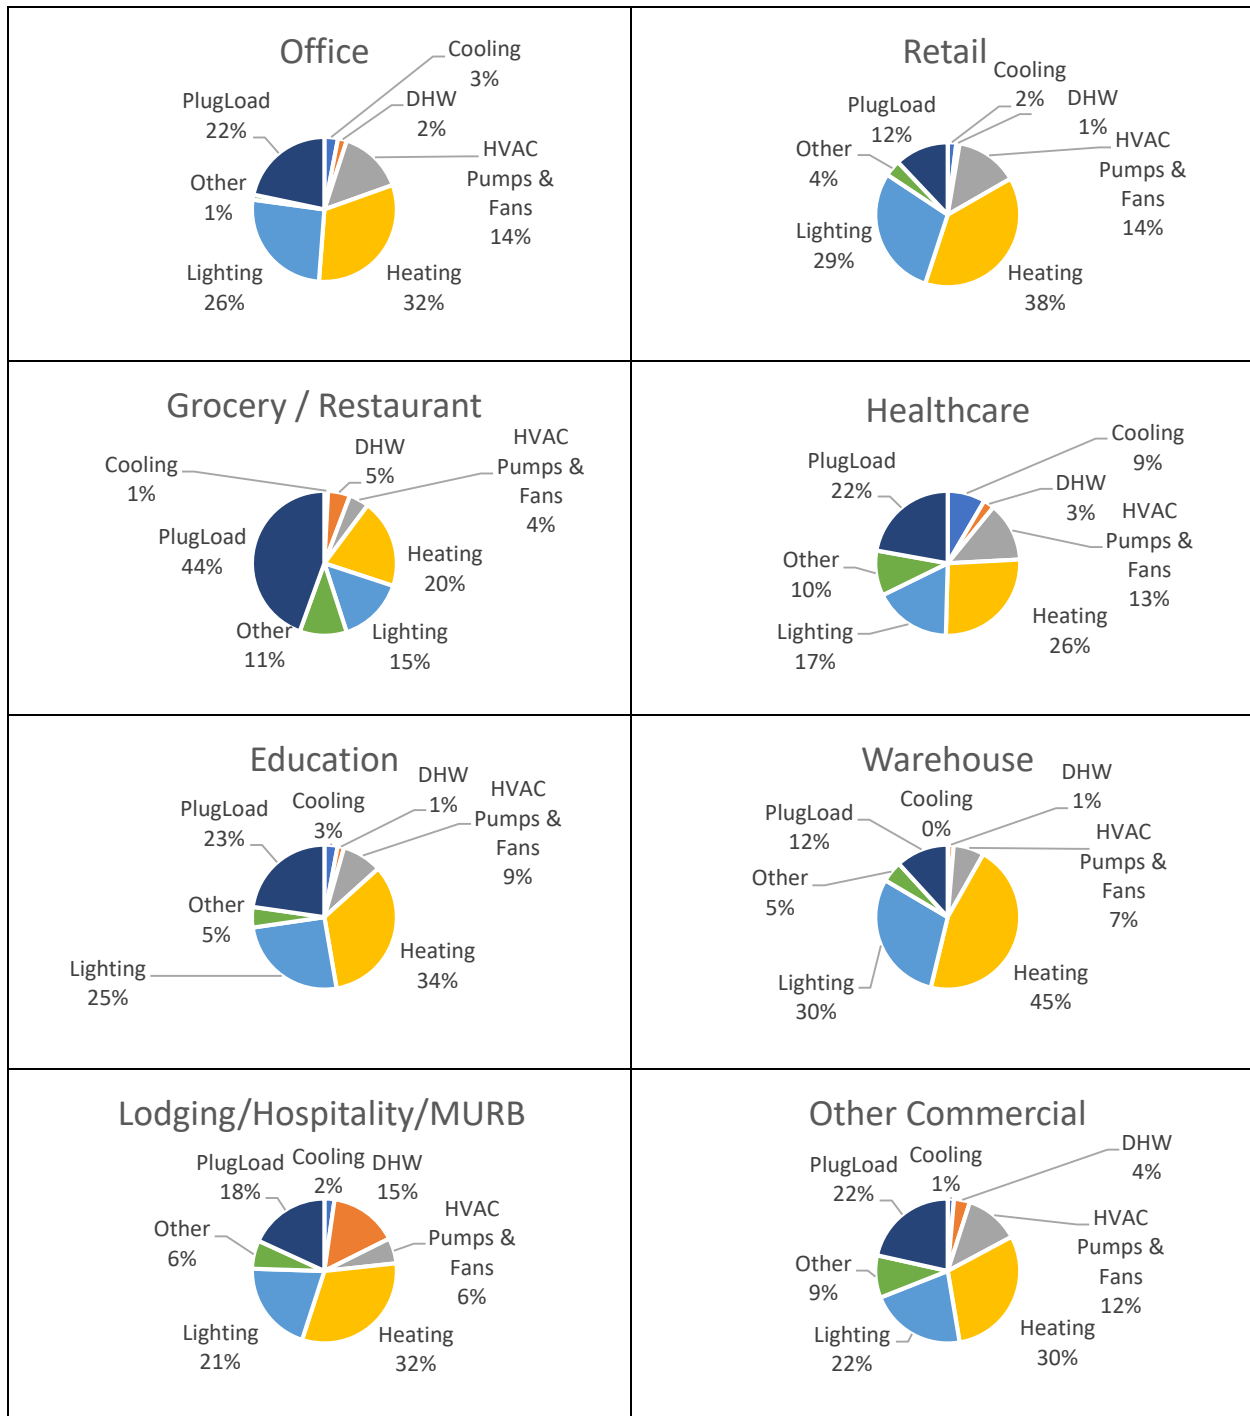 Office
Cooling
3%
DHW
2%
HVAC
Pumps &
Fans
14%
Heating
32%
Lighting
26%
Other
1%
PlugLoad
22%
Retail
Cooling
2%
DHW
1%
HVAC
Pumps &
Fans
14%
Heating
38%
Lighting
29%
Other
4%
PlugLoad
12%
Grocery / Restaurant
Cooling
1%
DHW
5%
HVAC
Pumps &
Fans
4%
Heating
20%
Lighting
15%
Other
11%
PlugLoad
44%
Healthcare
Cooling
9%
DHW
3%
HVAC
Pumps &
Fans
13%
Heating
26%
Lighting
17%
Other
10%
PlugLoad
22%
Education
Cooling
3%
DHW
1%
HVAC
Pumps &
Fans
9%
Heating
34%
Lighting
25%
Other
5%
PlugLoad
23%
Warehouse
Cooling
0%
DHW
1%
HVAC
Pumps &
Fans
7%
Heating
45%
Lighting
30%
Other
5%
PlugLoad
12%
Lodging/Hospitality/MURB
Cooling
2%
DHW
15%
HVAC
Pumps &
Fans
6%
Heating
32%
Lighting
21%
Other
6%
PlugLoad
18%
Other Commercial
Cooling
1%
DHW
4%
HVAC
Pumps &
Fans
12%
Heating
30%
Lighting
22%
Other
9%
PlugLoad
22%